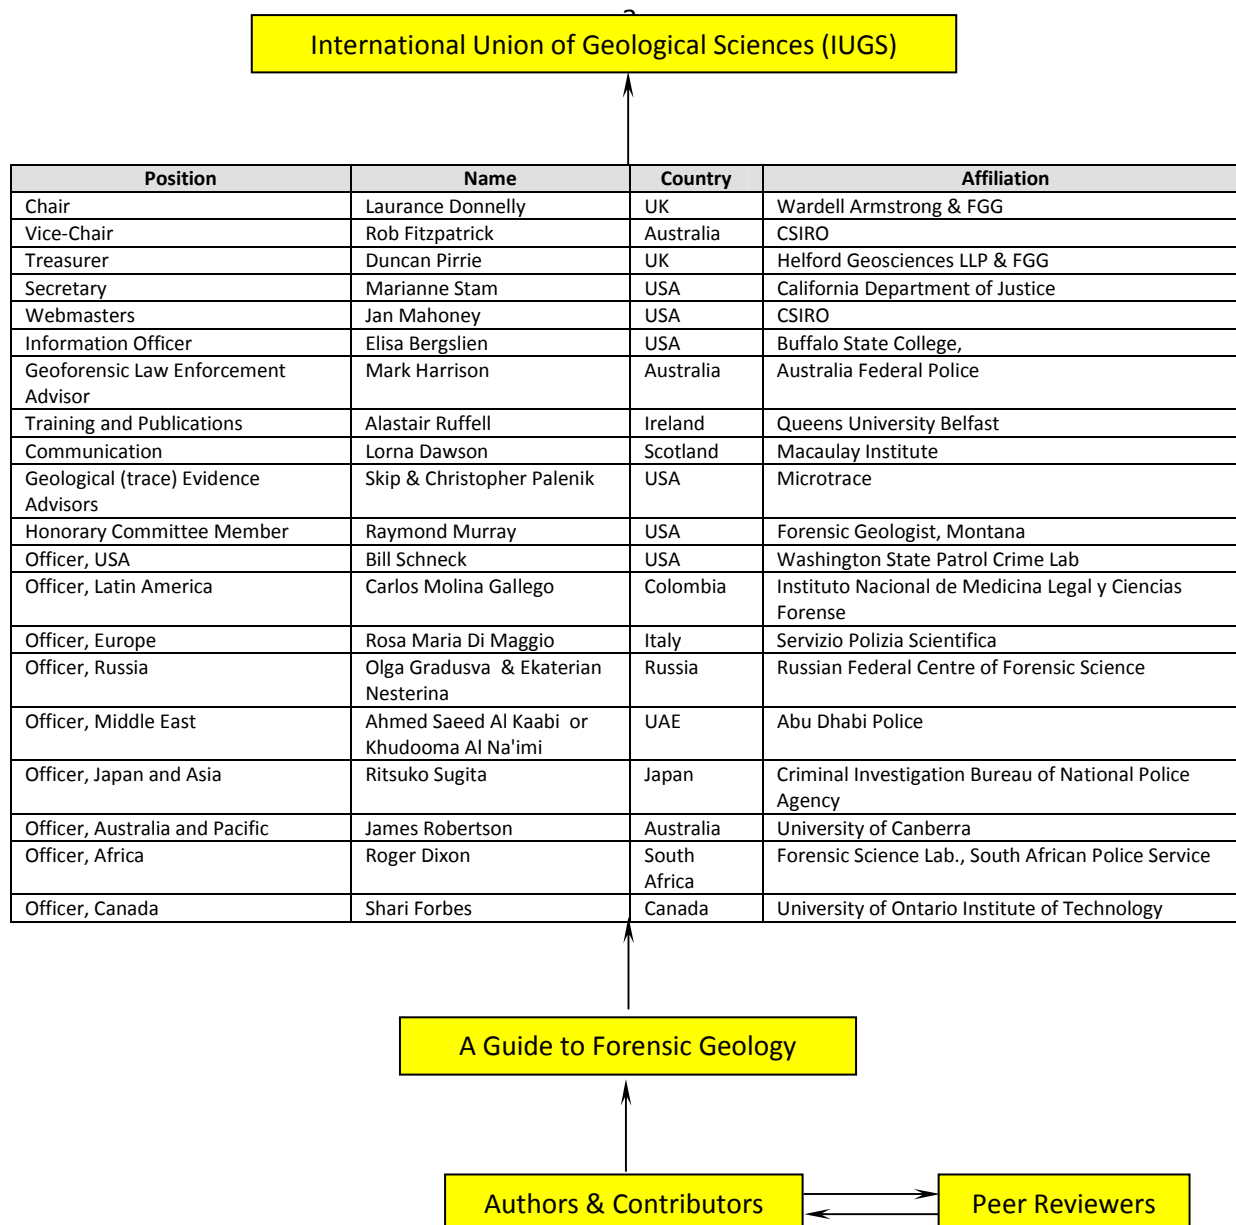 International Union of Geological Sciences (IUGS)
Position Name Country Affiliation
Chair Laurance Donnelly UK Wardell Armstrong & FGG
Vice-Chair Rob Fitzpatrick Australia CSIRO
Treasurer Duncan Pirrie UK Helford Geosciences LLP & FGG
Secretary Marianne Stam USA California Department of Justice
Webmasters Jan Mahoney USA CSIRO
Information Officer Elisa Bergslien USA Buffalo State College,
Geoforensic Law Enforcement Mark Harrison Australia Australia Federal Police
Advisor
Training and Publications Alastair Ruffell Ireland Queens University Belfast
Communication Lorna Dawson Scotland Macaulay Institute
Geological (trace) Evidence Skip & Christopher Palenik USA Microtrace
Advisors
Honorary Committee Member Raymond Murray USA Forensic Geologist, Montana
Officer, USA Bill Schneck USA Washington State Patrol Crime Lab
Officer, Latin America Carlos Molina Gallego Colombia Instituto Nacional de Medicina Legal y Ciencias
Forense
Officer, Europe Rosa Maria Di Maggio Italy Servizio Polizia Scientifica
Officer, Russia Olga Gradusva & Ekaterian Russia Russian Federal Centre of Forensic Science
Nesterina
Officer, Middle East Ahmed Saeed Al Kaabi or UAE Abu Dhabi Police
Khudooma Al Na'imi
Officer, Japan and Asia Ritsuko Sugita Japan Criminal Investigation Bureau of National Police
Agency
Officer, Australia and Pacific James Robertson Australia University of Canberra
Officer, Africa Roger Dixon South Forensic Science Lab., South African Police Service
Africa
Officer, Canada Shari Forbes Canada University of Ontario Institute of Technology
A Guide to Forensic Geology
Authors & Contributors Peer Reviewers